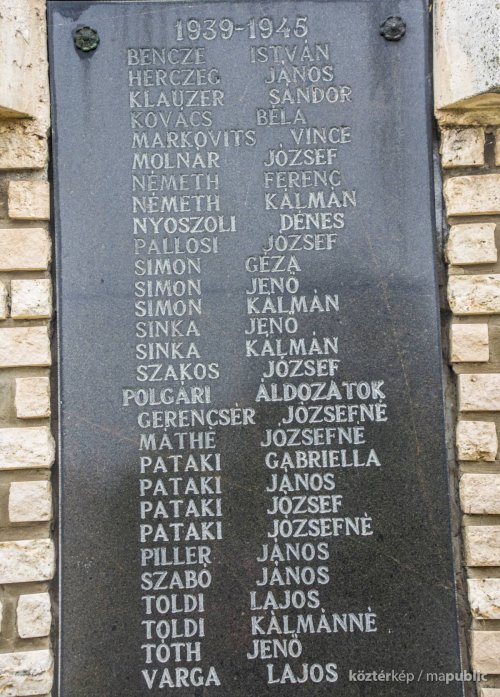 1939-1945
BENCZE ISTVÁN
HERCZEG JÁNOS
KLAUZER SÁNDOR
KOVÁCS BÉLA
MARKOVITS VINCE
MOLNÁR JÓZSEF
NÉMETH FERENC
NÉMETH KÁLMÁN
NYOSZOLI DÉNES
PALLOSI JÓZSEF
SIMON GÉZA
SIMON JENŐ
SIMON KÁLMÁN
SINKA JENŐ
SINKA KÁLMÁN
SZAKOS JÓZSEF
POLGÁRI ÁLDOZATOK
GERENCSÉR JÓZSEFNÉ
MÁTHÉ JÓZSEFNÉ
PATAKI GABRIELLA
PATAKI JÁNOS
PATAKI JÓZSEF
PATAKI JÓZSEFNÉ
PILLER JÁNOS
SZABÓ JÁNOS
TOLDI LAJOS
TOLDI KÁLMÁNNÉ
TÓTH JENŐ
VARGA LAJOS
köztérkép / mapublic